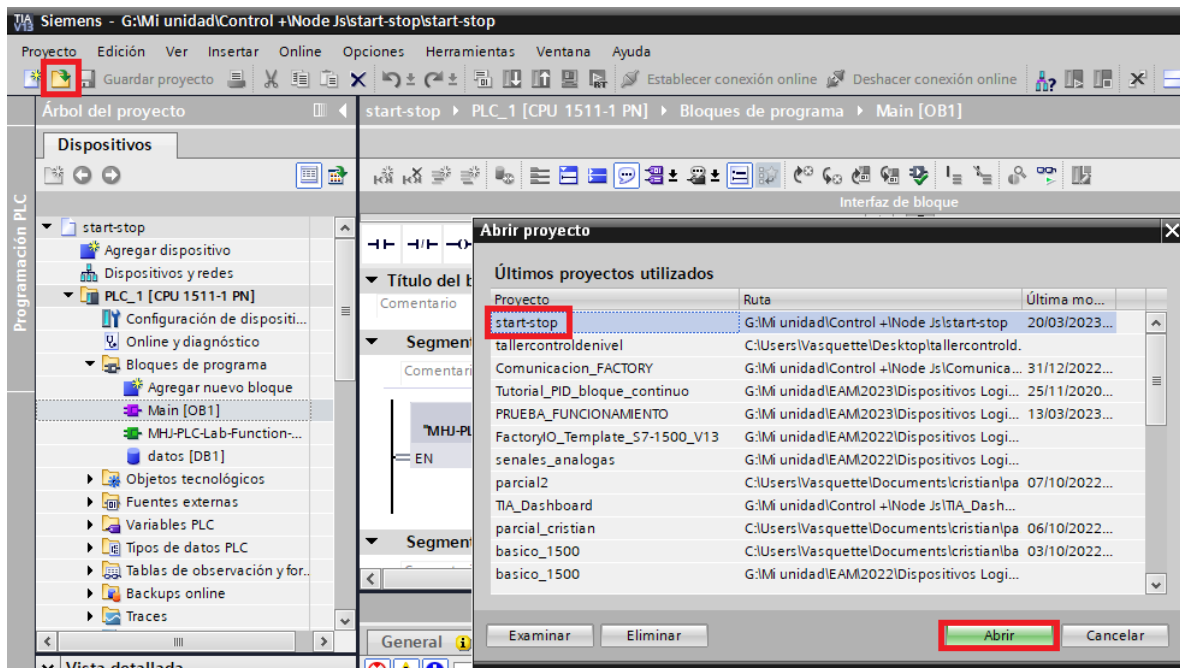 TIA V13 Siemens - G:\Mi unidad\Control +\Node Js\start-stop\start-stop
Proyecto Edición Ver Insertar Online Opciones Herramientas Ventana Ayuda
Guardar proyecto Establecer conexión online Deshacer conexión online
Árbol del proyecto
start-stop PLC_1 [CPU 1511-1 PN] Bloques de programa Main [OB1]
Dispositivos
Interfaz de bloque
Programación PLC
start-stop
Agregar dispositivo
Dispositivos y redes
PLC_1 [CPU 1511-1 PN]
Configuración de dispositi...
Online y diagnóstico
Bloques de programa
Agregar nuevo bloque
Main [OB1]
MHJ-PLC-Lab-Function-...
datos [DB1]
Objetos tecnológicos
Fuentes externas
Variables PLC
Tipos de datos PLC
Tablas de observación y for..
Backups online
Traces
Vista detallada
Título del b
Comentario
Segmen
Comentari
"MHJ-PL
EN
Segmen
General
Abrir proyecto
Últimos proyectos utilizados
Proyecto Ruta Última mo...
start-stop G:\Mi unidad\Control +\Node Js\start-stop 20/03/2023...
tallercontroldenivel C:\Users\Vasquette\Desktop\tallercontrold.
Comunicacion_FACTORY G:\Mi unidad\Control +\Node Js\Comunica... 31/12/2022...
Tutorial_PID_bloque_continuo G:\Mi unidad\EAM\2023\Dispositivos Logi... 25/11/2020...
PRUEBA_FUNCIONAMIENTO G:\Mi unidad\EAM\2023\Dispositivos Logi... 13/03/2023...
FactoryIO_Template_S7-1500_V13 G:\Mi unidad\EAM\2022\Dispositivos Logi...
senales_analogas G:\Mi unidad\EAM\2022\Dispositivos Logi...
parcial2 C:\Users\Vasquette\Documents\cristian\pa 07/10/2022...
TIA_Dashboard G:\Mi unidad\Control +\Node Js\TIA_Dash...
parcial_cristian C:\Users\Vasquette\Documents\cristian\pa 06/10/2022...
basico_1500 C:\Users\Vasquette\Documents\cristian\ba 03/10/2022...
basico_1500 G:\Mi unidad\EAM\2022\Dispositivos Logi...
Examinar Eliminar Abrir Cancelar